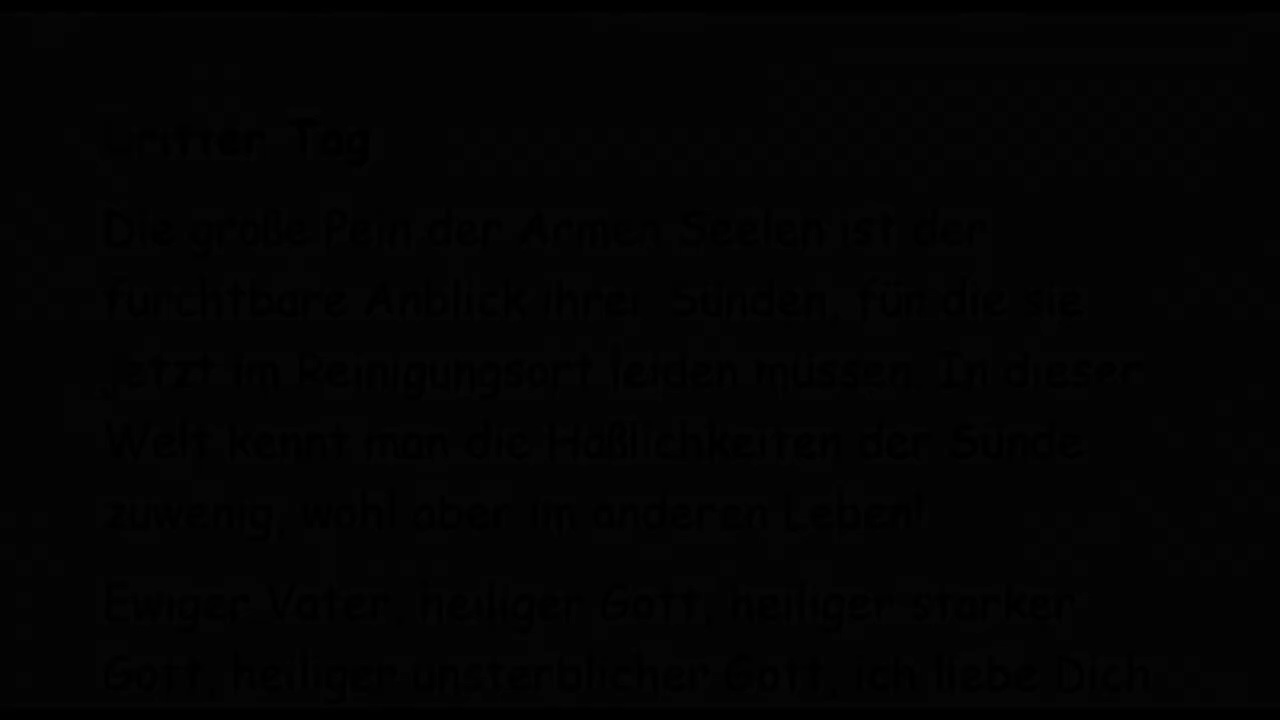 Dritter Tag
Die große Pein der Armen Seelen ist der
furchtbare Anblick ihrer Sünden, für die sie
jetzt im Reinigungsort leiden müssen. In dieser
Welt kennt man die Häßlichkeiten der Sünde
zuwenig, wohl aber im anderen Leben!
Ewiger Vater, heiliger Gott, heiliger starker
Gott, heiliger unsterblicher Gott, ich liebe Dich